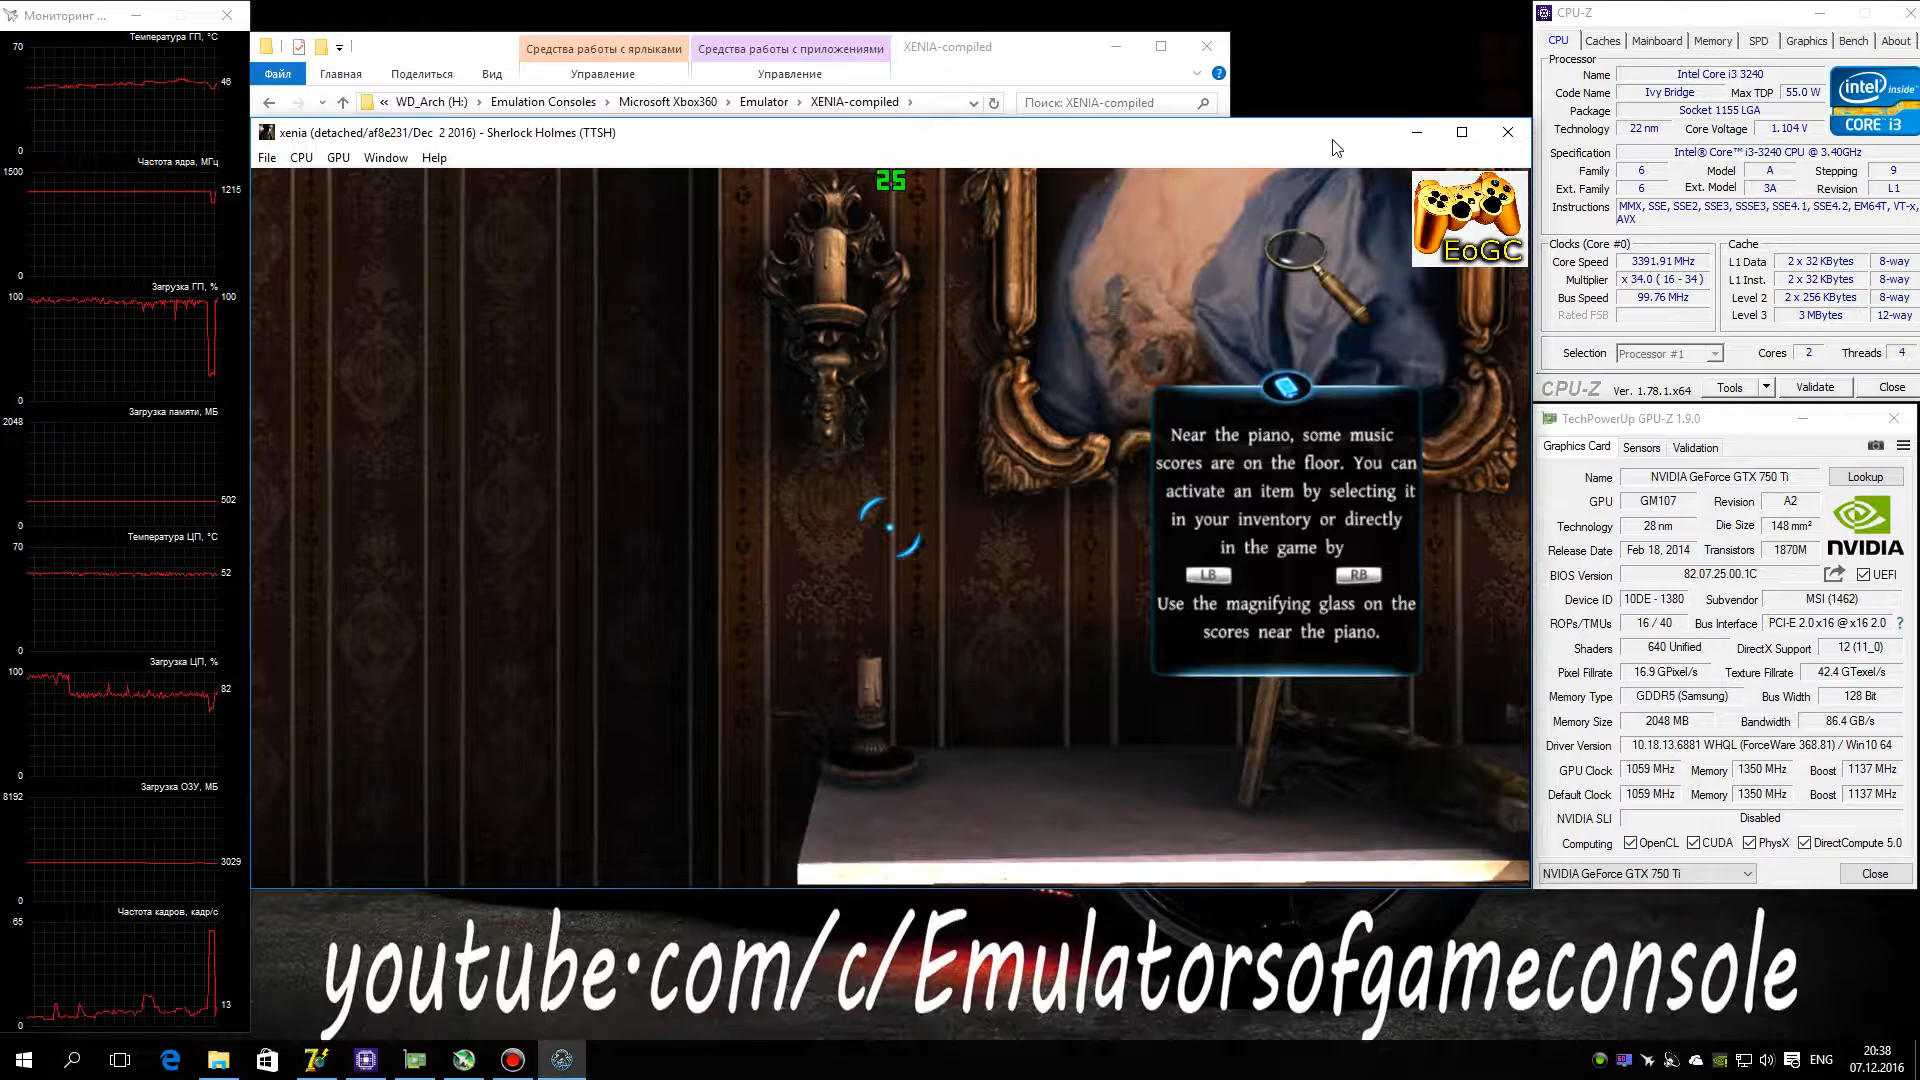 Мониторинг ...
Температура ГП, °С
70
46
0
Частота ядра, МГц
1500
1215
0
Загрузка ГП, %
100
100
0
Загрузка памяти, МБ
2048
502
0
Температура ЦП, °С
70
52
0
Загрузка ЦП, %
100
82
0
Загрузка ОЗУ, МБ
8192
3029
0
Частота кадров, кадр/с
65
13
0
Средства работы с ярлыками
Средства работы с приложениями
XENIA-compiled
Файл
Главная
Поделиться
Вид
Управление
Управление
« WD_Arch (H:) Emulation Consoles Microsoft Xbox360 Emulator XENIA-compiled
Поиск: XENIA-compiled
xenia (detached/af8e231/Dec 2 2016) - Sherlock Holmes (TTSH)
File CPU GPU Window Help
25
EoGC
Near the piano, some music
scores are on the floor. You can
activate an item by selecting it
in your inventory or directly
in the game by
LB RB
Use the magnifying glass on the
scores near the piano.
CPU-Z
CPU Caches Mainboard Memory SPD Graphics Bench About
Processor
Name Intel Core i3 3240
Code Name Ivy Bridge Max TDP 55.0 W
Package Socket 1155 LGA
Technology 22 nm Core Voltage 1.104 V
intel inside™
CORE i3
Specification Intel® Core™ i3-3240 CPU @ 3.40GHz
Family 6 Model A Stepping 9
Ext. Family 6 Ext. Model 3A Revision L1
Instructions MMX, SSE, SSE2, SSE3, SSSE3, SSE4.1, SSE4.2, EM64T, VT-x,
AVX
Clocks (Core #0)
Core Speed 3391.91 MHz
Multiplier x 34.0 ( 16 - 34 )
Bus Speed 99.76 MHz
Rated FSB
Cache
L1 Data 2 x 32 KBytes 8-way
L1 Inst. 2 x 32 KBytes 8-way
Level 2 2 x 256 KBytes 8-way
Level 3 3 MBytes 12-way
Selection Processor #1 Cores 2 Threads 4
CPU-Z Ver. 1.78.1.x64 Tools Validate Close
TechPowerUp GPU-Z 1.9.0
Graphics Card Sensors Validation
Name NVIDIA GeForce GTX 750 Ti Lookup
GPU GM107 Revision A2
Technology 28 nm Die Size 148 mm²
NVIDIA
Release Date Feb 18, 2014 Transistors 1870M
BIOS Version 82.07.25.00.1C UEFI
Device ID 10DE - 1380 Subvendor MSI (1462)
ROPs/TMUs 16 / 40 Bus Interface PCI-E 2.0 x16 @ x16 2.0 ?
Shaders 640 Unified DirectX Support 12 (11_0)
Pixel Fillrate 16.9 GPixel/s Texture Fillrate 42.4 GTexel/s
Memory Type GDDR5 (Samsung) Bus Width 128 Bit
Memory Size 2048 MB Bandwidth 86.4 GB/s
Driver Version 10.18.13.6881 WHQL (ForceWare 368.81) / Win10 64
GPU Clock 1059 MHz Memory 1350 MHz Boost 1137 MHz
Default Clock 1059 MHz Memory 1350 MHz Boost 1137 MHz
NVIDIA SLI Disabled
Computing OpenCL CUDA PhysX DirectCompute 5.0
NVIDIA GeForce GTX 750 Ti Close
youtube.com/c/Emulatorsofgameconsole
ENG
20:38
07.12.2016